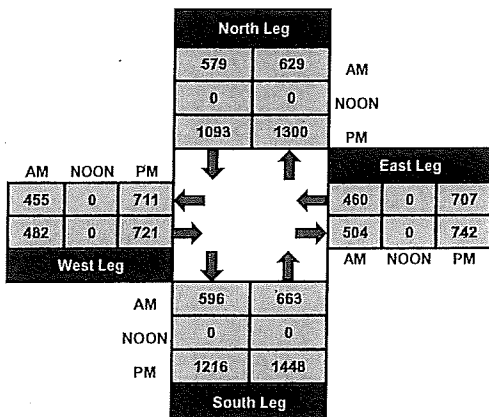 North Leg
579 629 AM
0 0 NOON
1093 1300 PM
AM NOON PM
East Leg
455 0 711
460 0 707
482 0 721
504 0 742
West Leg
AM NOON PM
AM 596 663
NOON 0 0
PM 1216 1448
South Leg